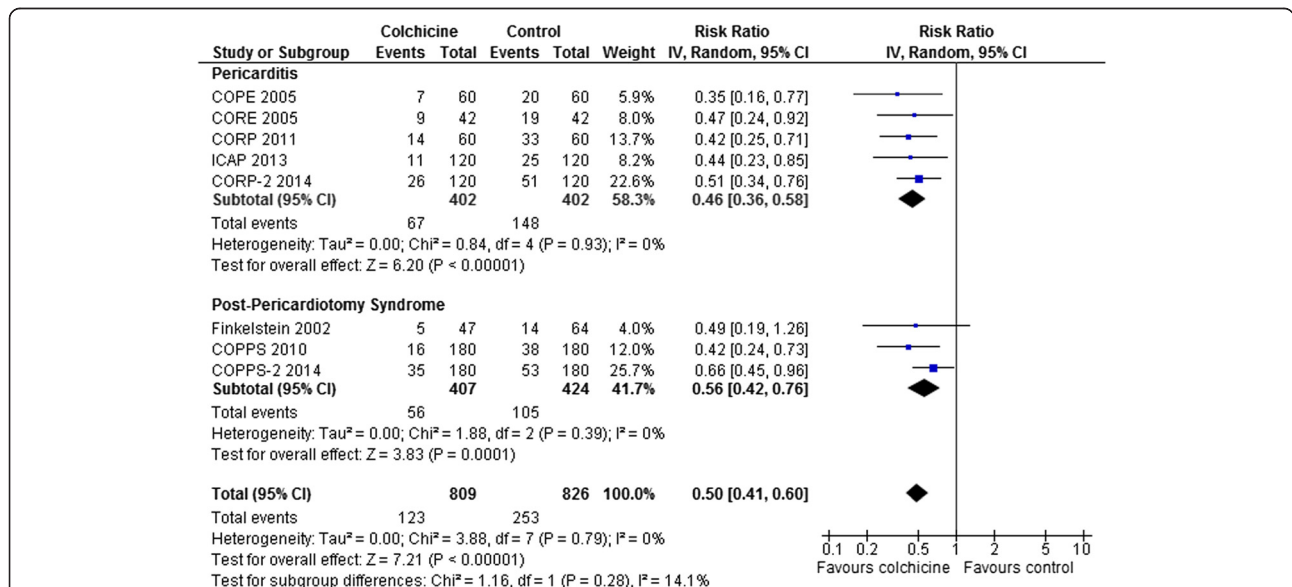 Colchicine Control Risk Ratio Risk Ratio
Study or Subgroup Events Total Events Total Weight IV, Random, 95% CI IV, Random, 95% CI
Pericarditis
COPE 2005 7 60 20 60 5.9% 0.35 [0.16, 0.77]
CORE 2005 9 42 19 42 8.0% 0.47 [0.24, 0.92]
CORP 2011 14 60 33 60 13.7% 0.42 [0.25, 0.71]
ICAP 2013 11 120 25 120 8.2% 0.44 [0.23, 0.85]
CORP-2 2014 26 120 51 120 22.6% 0.51 [0.34, 0.76]
Subtotal (95% CI) 402 402 58.3% 0.46 [0.36, 0.58]
Total events 67 148
Heterogeneity: Tau² = 0.00; Chi² = 0.84, df = 4 (P = 0.93); I² = 0%
Test for overall effect: Z = 6.20 (P < 0.00001)
Post-Pericardiotomy Syndrome
Finkelstein 2002 5 47 14 64 4.0% 0.49 [0.19, 1.26]
COPPS 2010 16 180 38 180 12.0% 0.42 [0.24, 0.73]
COPPS-2 2014 35 180 53 180 25.7% 0.66 [0.45, 0.96]
Subtotal (95% CI) 407 424 41.7% 0.56 [0.42, 0.76]
Total events 56 105
Heterogeneity: Tau² = 0.00; Chi² = 1.88, df = 2 (P = 0.39); I² = 0%
Test for overall effect: Z = 3.83 (P = 0.0001)
Total (95% CI) 809 826 100.0% 0.50 [0.41, 0.60]
Total events 123 253
Heterogeneity: Tau² = 0.00; Chi² = 3.88, df = 7 (P = 0.79); I² = 0%
Test for overall effect: Z = 7.21 (P < 0.00001)
Test for subgroup differences: Chi² = 1.16, df = 1 (P = 0.28), I² = 14.1%
0.1 0.2 0.5 1 2 5 10
Favours colchicine Favours control